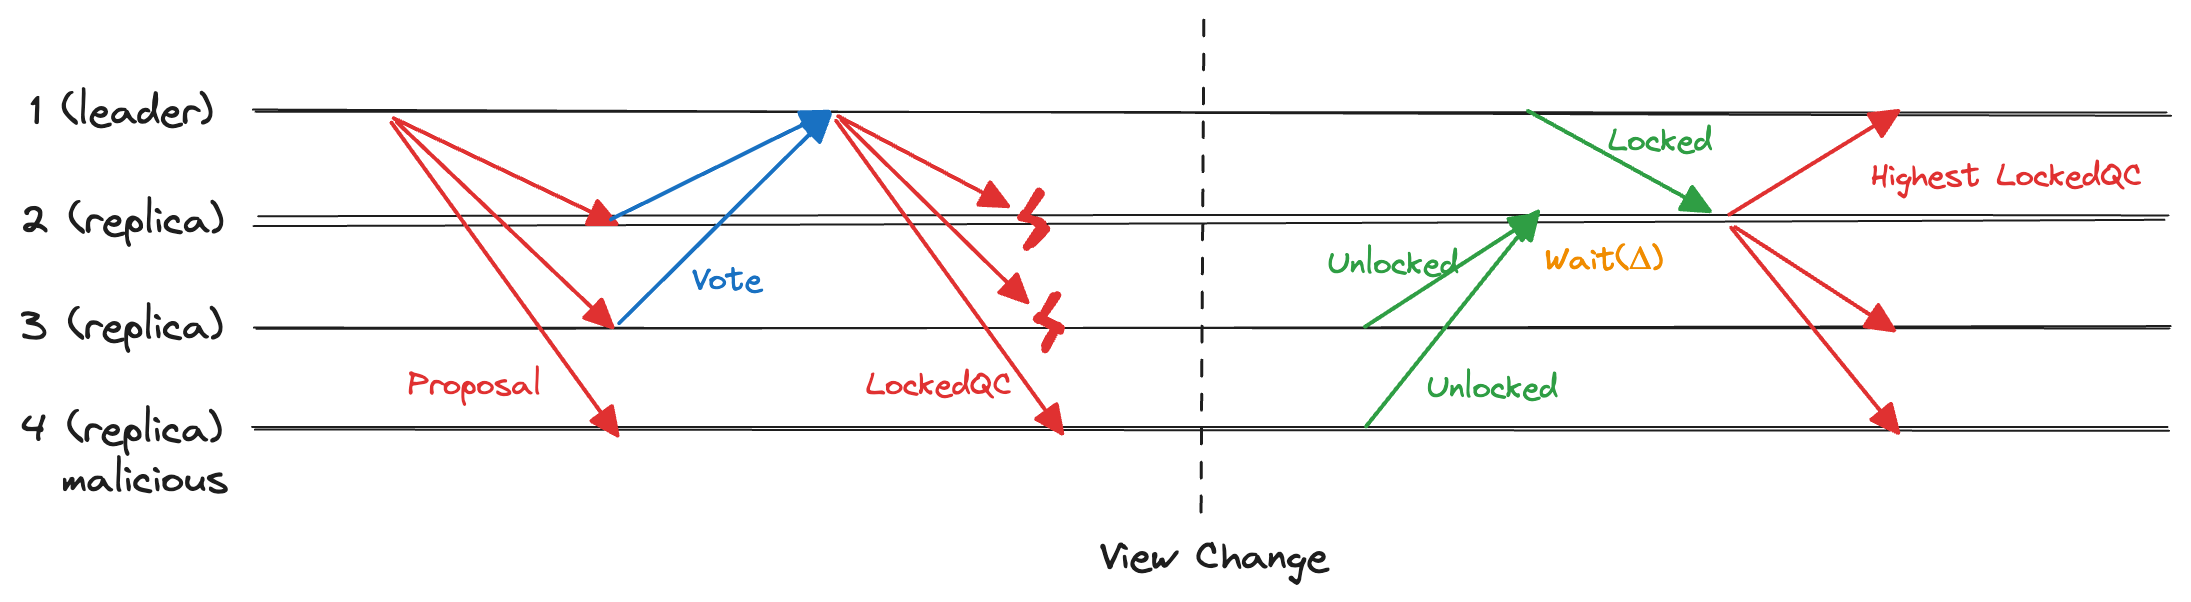 1 (leader)
Locked
Highest LockedQC
2 (replica)
Vote
Unlocked
Wait(Δ)
3 (replica)
Proposal
LockedQC
Unlocked
4 (replica)
malicious
View Change